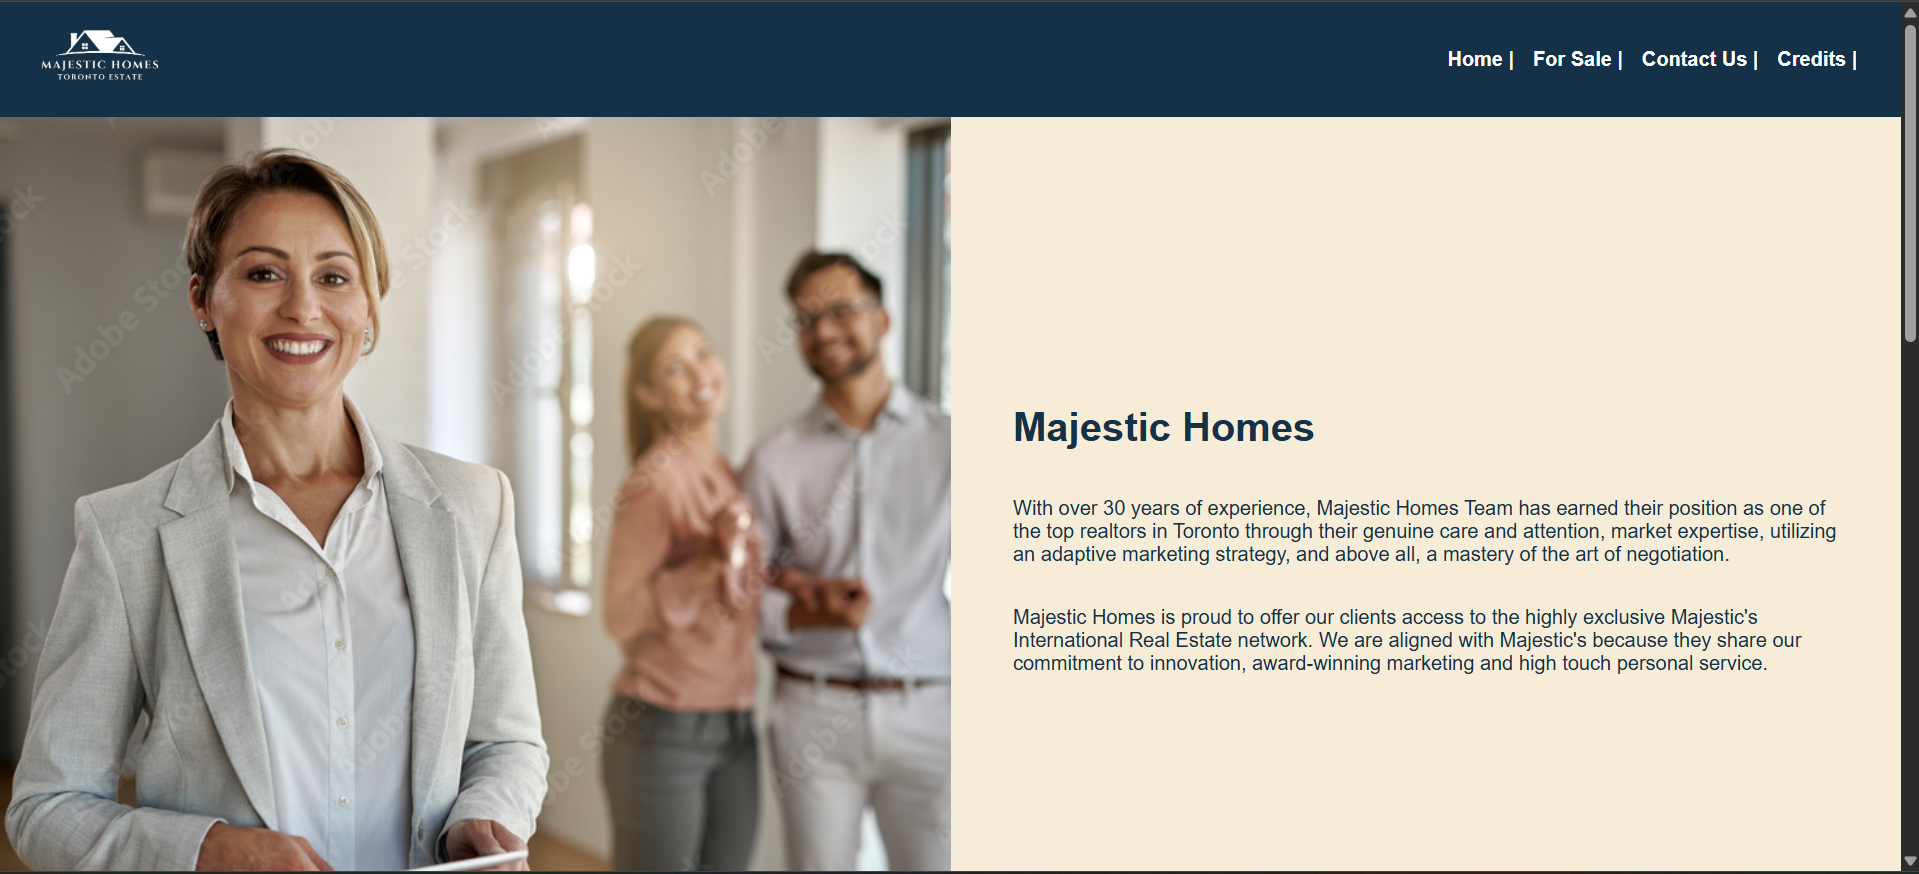 MAJESTIC HOMES
TORONTO ESTATE
Home |
For Sale |
Contact Us |
Credits |
Adobe Stock
Majestic Homes
With over 30 years of experience, Majestic Homes Team has earned their position as one of
the top realtors in Toronto through their genuine care and attention, market expertise, utilizing
an adaptive marketing strategy, and above all, a mastery of the art of negotiation.
Majestic Homes is proud to offer our clients access to the highly exclusive Majestic's
International Real Estate network. We are aligned with Majestic's because they share our
commitment to innovation, award-winning marketing and high touch personal service.